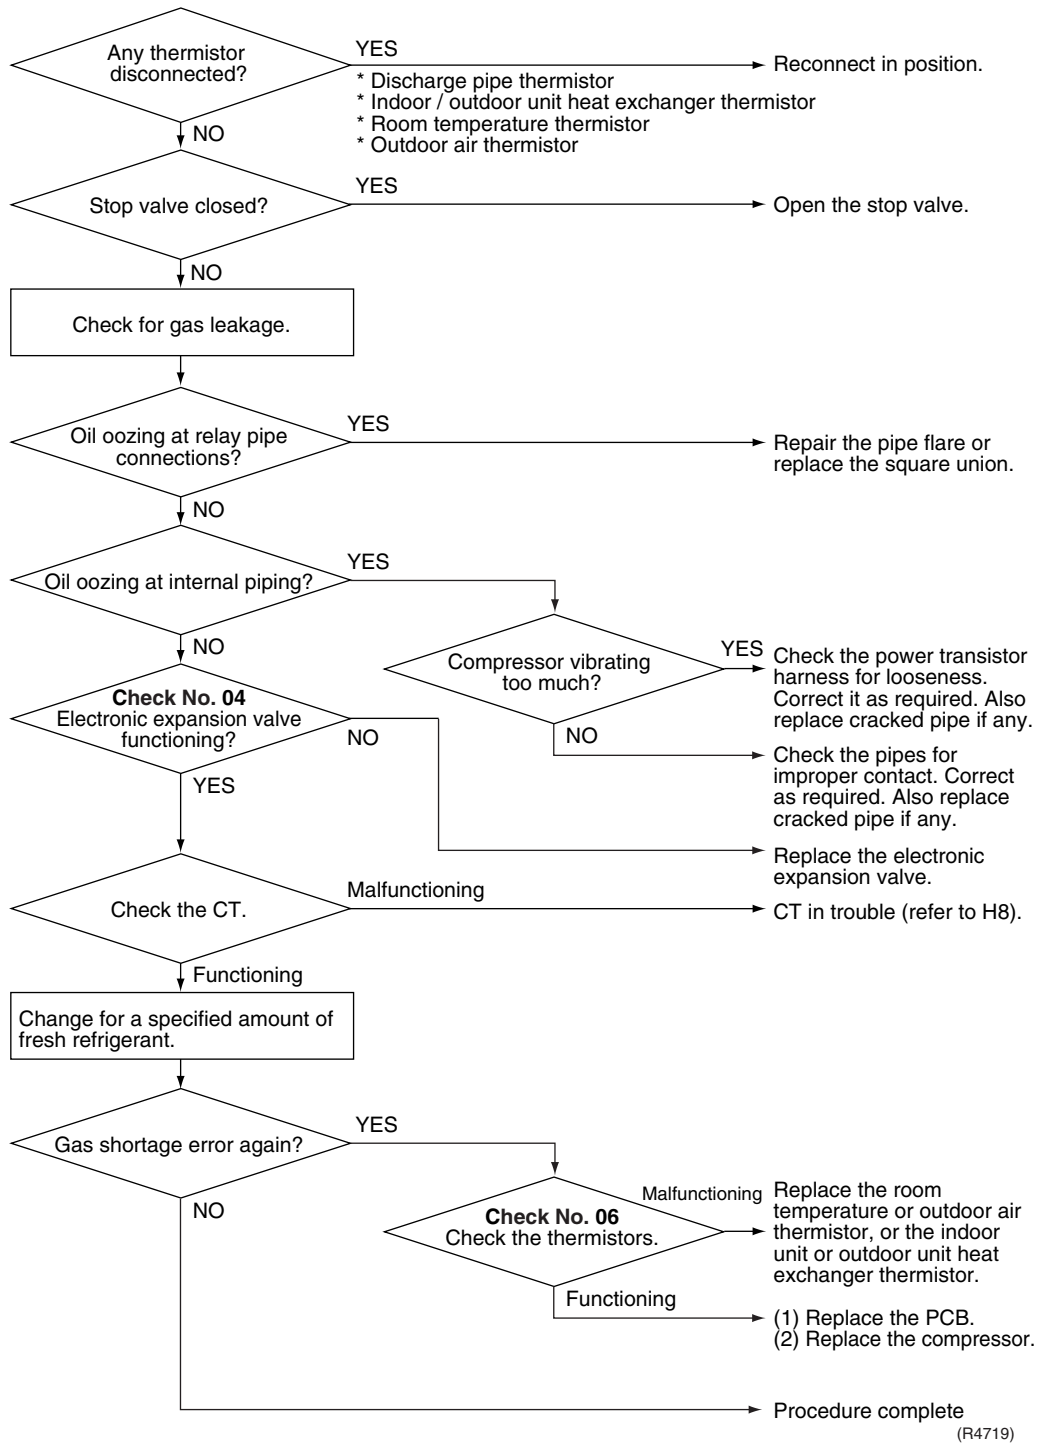 Any thermistor
disconnected?
YES
* Discharge pipe thermistor
* Indoor / outdoor unit heat exchanger thermistor
* Room temperature thermistor
* Outdoor air thermistor
Reconnect in position.
NO
Stop valve closed?
YES
Open the stop valve.
NO
Check for gas leakage.
Oil oozing at relay pipe
connections?
YES
Repair the pipe flare or
replace the square union.
NO
Oil oozing at internal piping?
YES
Compressor vibrating
too much?
YES
Check the power transistor
harness for looseness.
Correct it as required. Also
replace cracked pipe if any.
NO
Check the pipes for
improper contact. Correct
as required. Also replace
cracked pipe if any.
NO
Check No. 04
Electronic expansion valve
functioning?
NO
Replace the electronic
expansion valve.
YES
Check the CT.
Malfunctioning
CT in trouble (refer to H8).
Functioning
Change for a specified amount of
fresh refrigerant.
Gas shortage error again?
YES
Check No. 06
Check the thermistors.
Malfunctioning
Replace the room
temperature or outdoor air
thermistor, or the indoor
unit or outdoor unit heat
exchanger thermistor.
Functioning
(1) Replace the PCB.
(2) Replace the compressor.
NO
Procedure complete
(R4719)